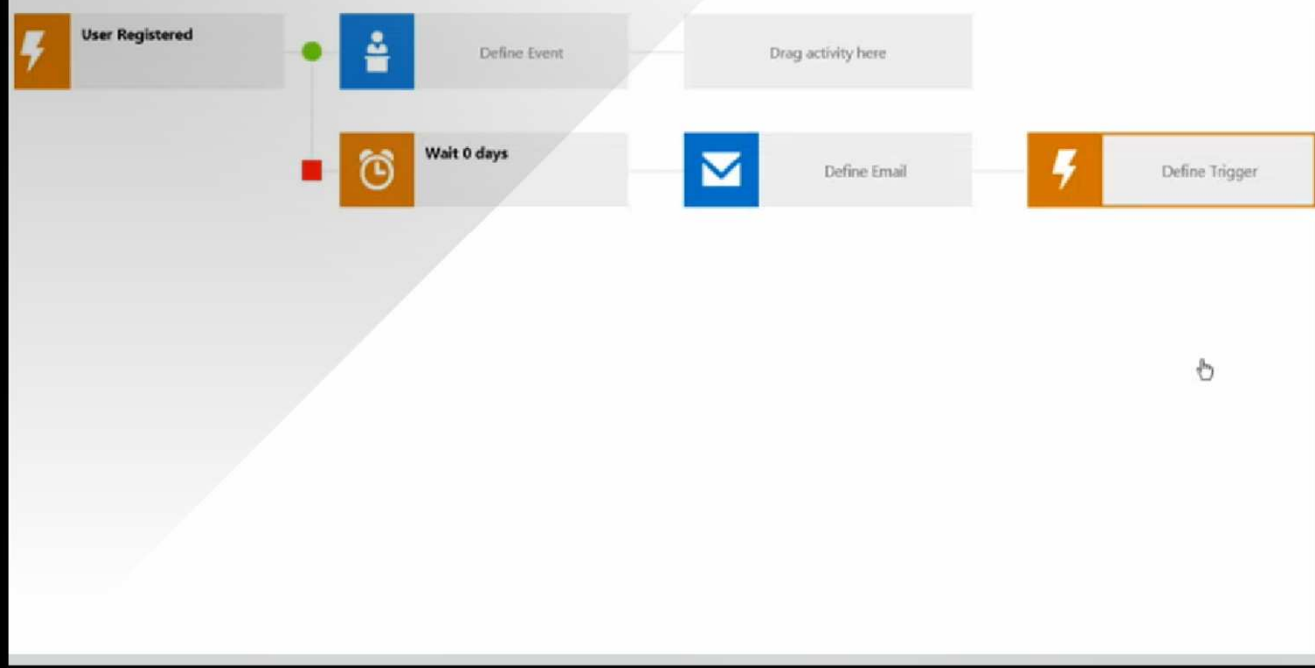 User Registered
Define Event
Drag activity here
Wait 0 days
Define Email
Define Trigger